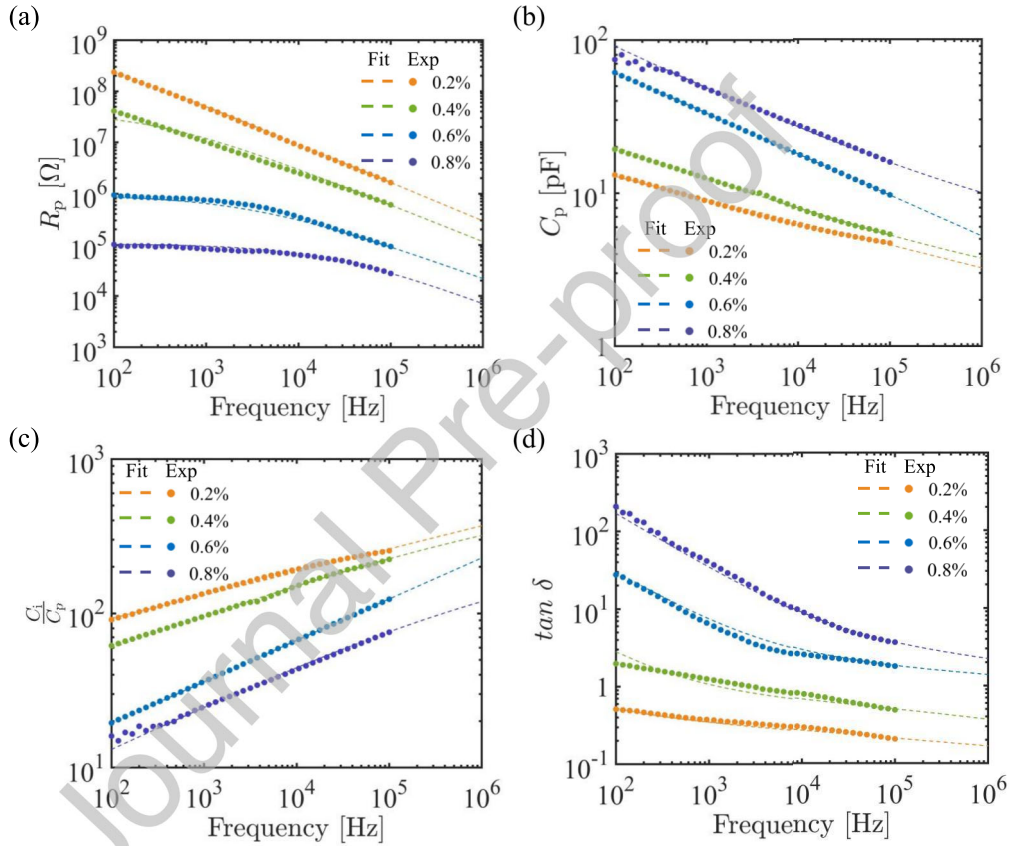 (a)
10^9
10^8
10^7
10^6
10^5
10^4
10^3
R_p [Ω]
Fit Exp
0.2%
0.4%
0.6%
0.8%
10^2 10^3 10^4 10^5 10^6
Frequency [Hz]
(b)
10^2
10^1
C_p [pF]
Fit Exp
0.2%
0.4%
0.6%
0.8%
10^2 10^3 10^4 10^5 10^6
Frequency [Hz]
(c)
10^3
10^2
10^1
C_i/C_p
Fit Exp
0.2%
0.4%
0.6%
0.8%
10^2 10^3 10^4 10^5 10^6
Frequency [Hz]
(d)
10^3
10^2
10^1
1
10^-1
tan δ
Fit Exp
0.2%
0.4%
0.6%
0.8%
10^2 10^3 10^4 10^5 10^6
Frequency [Hz]
Journal Pre-proof